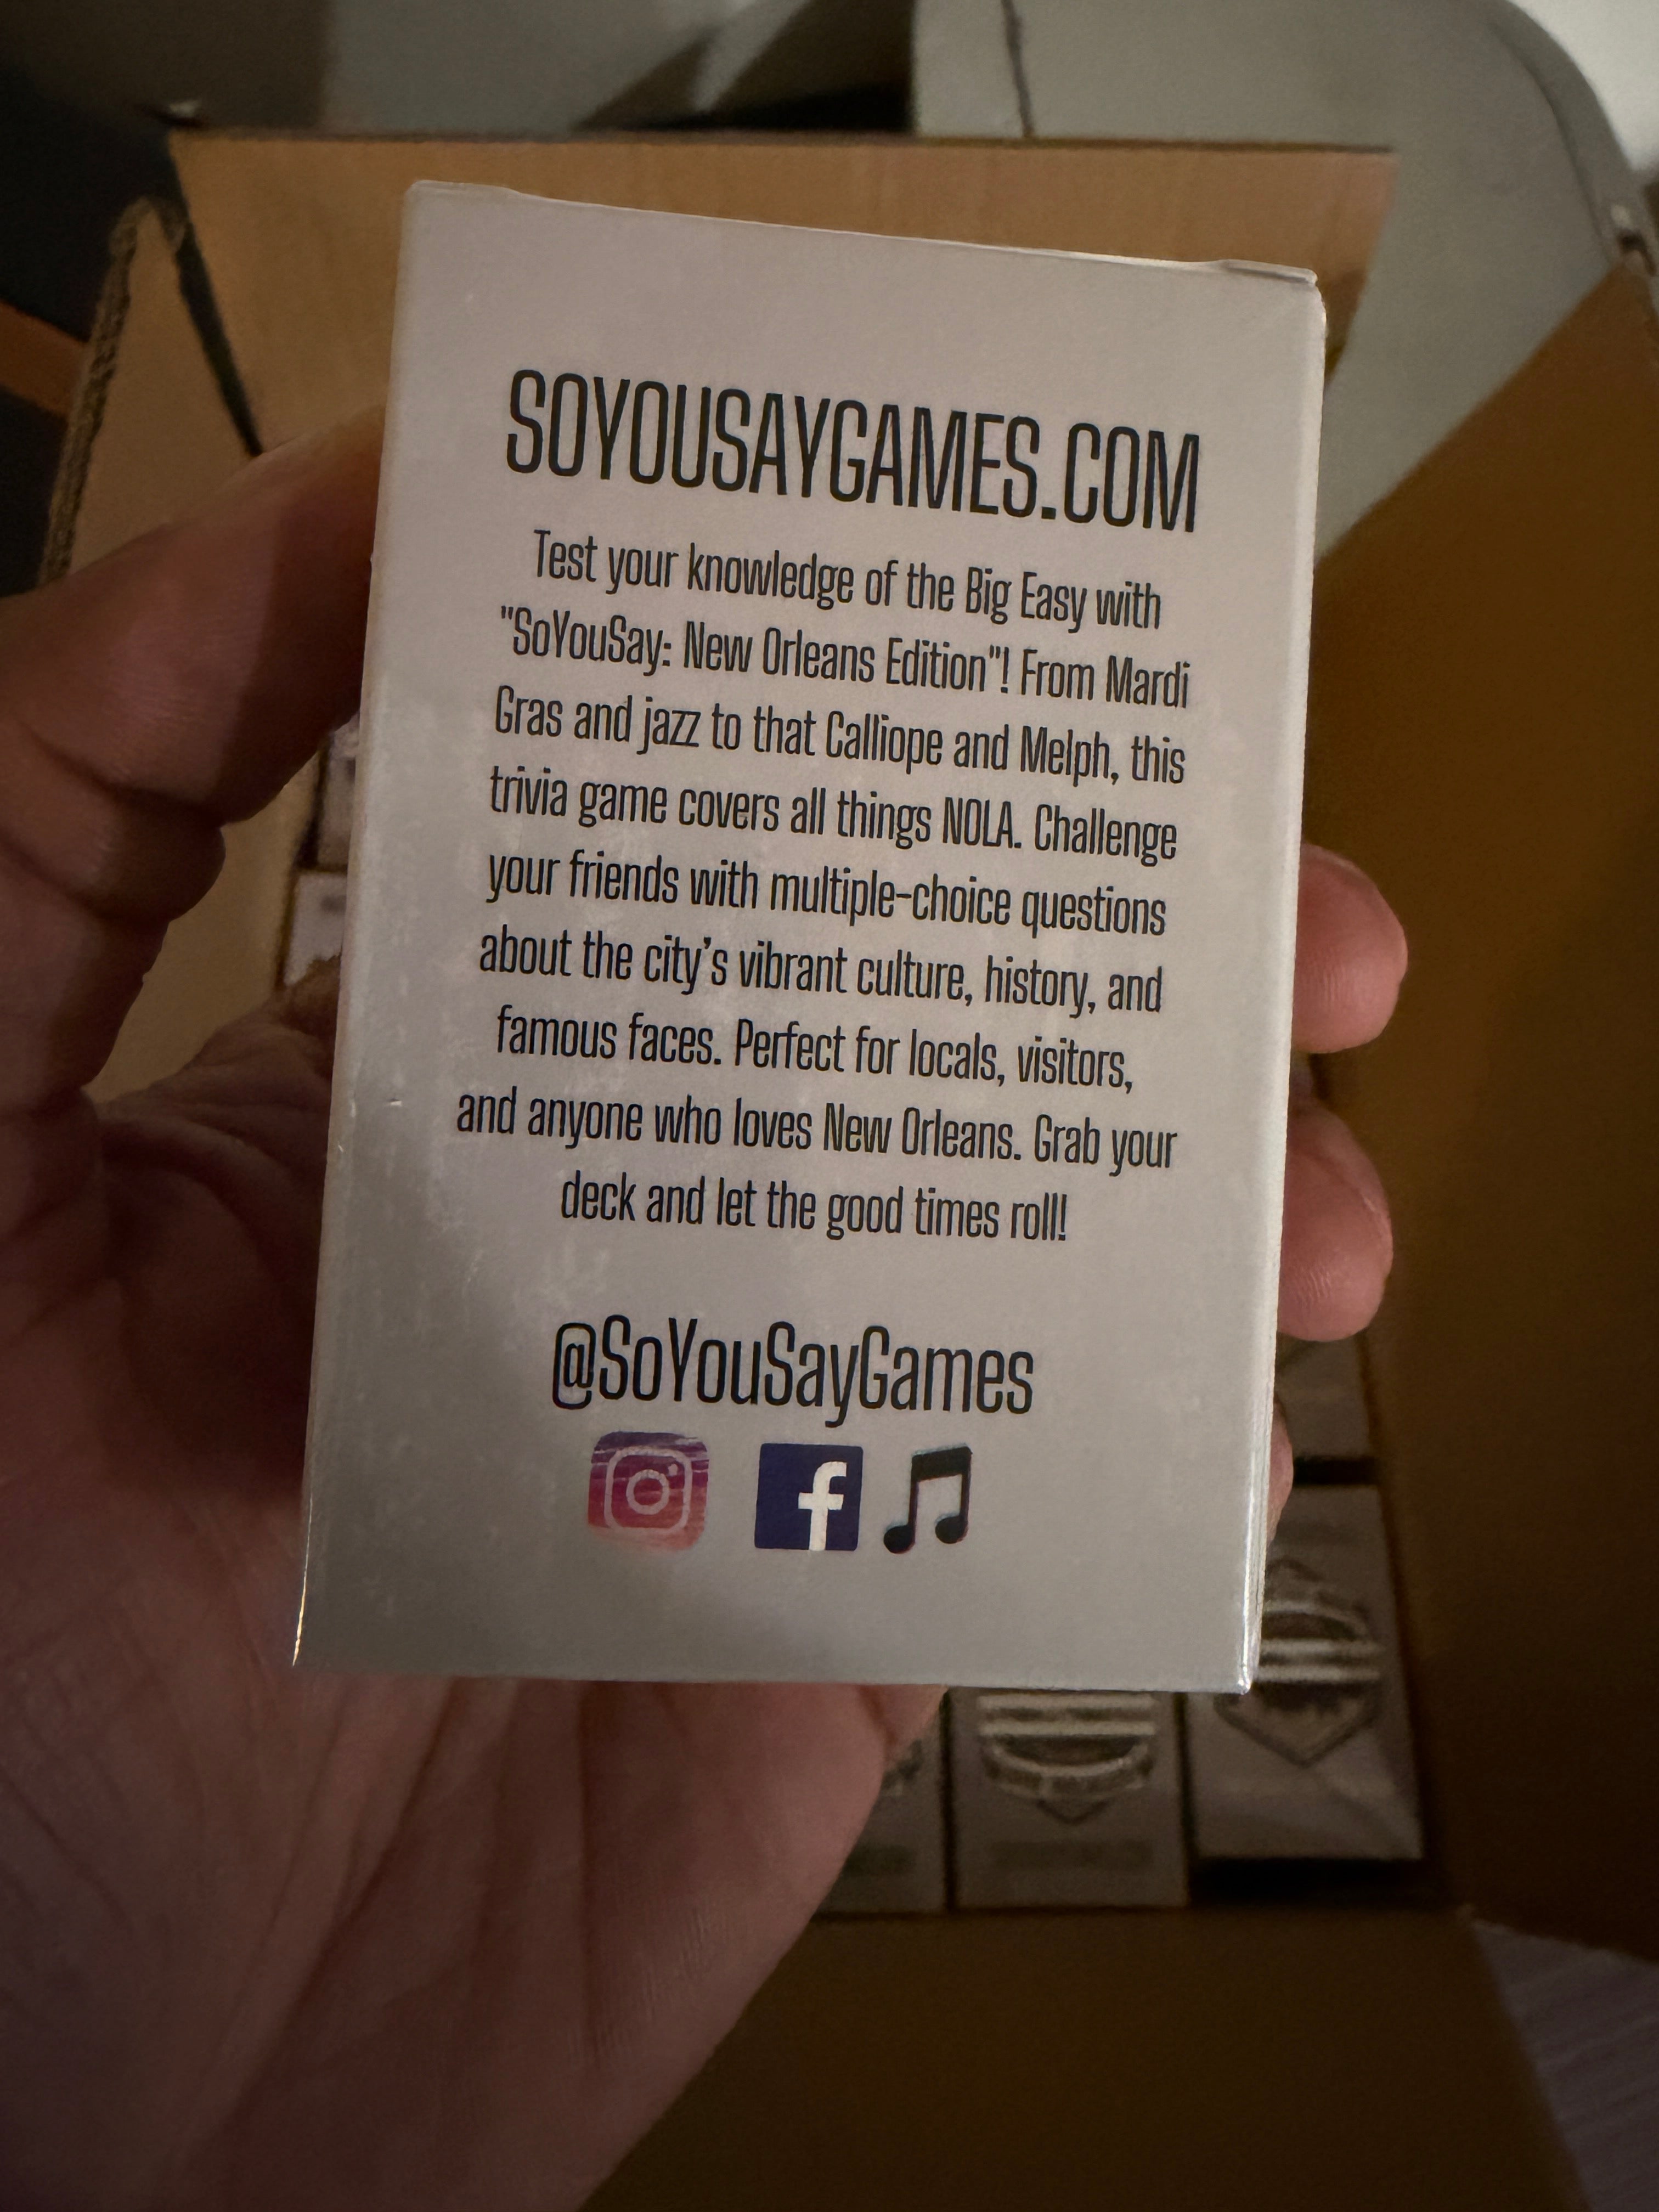 SOYOUSAYGAMES.COM
Test your knowledge of the Big Easy with
"SoYouSay: New Orleans Edition"! From Mardi
Gras and jazz to that Calliope and Melph, this
trivia game covers all things NOLA. Challenge
your friends with multiple-choice questions
about the city’s vibrant culture, history, and
famous faces. Perfect for locals, visitors,
and anyone who loves New Orleans. Grab your
deck and let the good times roll!
@SoYouSayGames